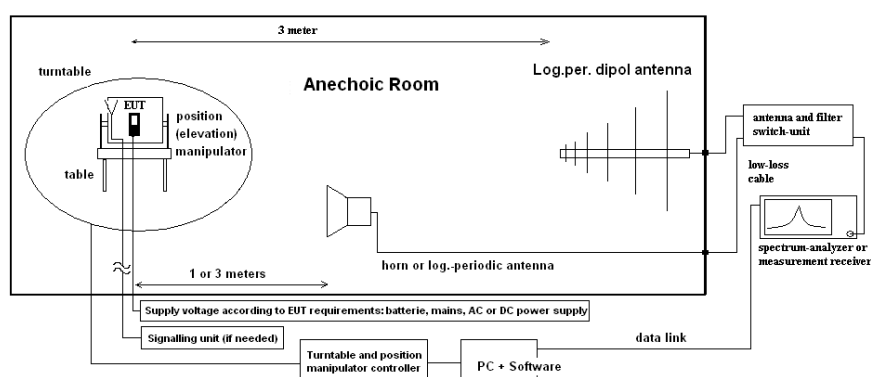 3 meter
turntable
Anechoic Room
Log.per. dipol antenna
EUT
position
(elevation)
manipulator
table
antenna and filter
switch-unit
low-loss
cable
spectrum-analyzer or
measurement receiver
horn or log.-periodic antenna
1 or 3 meters
Supply voltage according to EUT requirements: batterie, mains, AC or DC power supply
Signalling unit (if needed)
data link
Turntable and position
manipulator controller
PC + Software